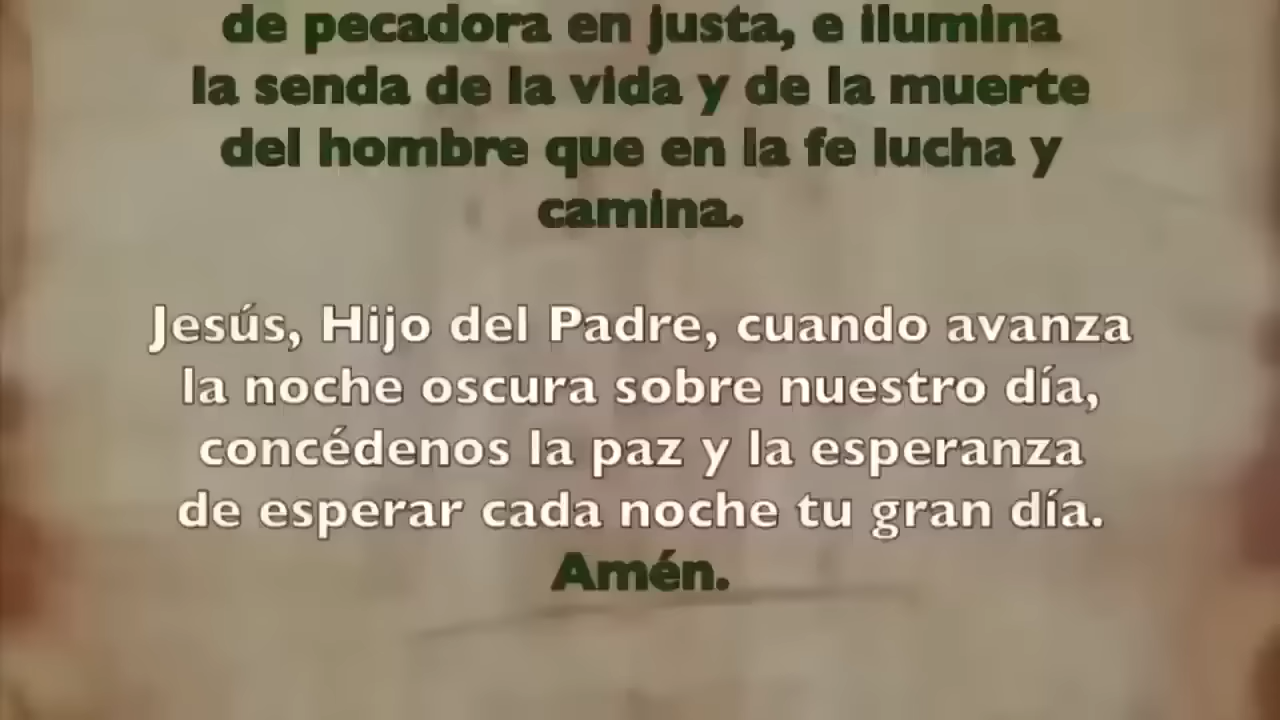 de pecadora en justa, e ilumina
la senda de la vida y de la muerte
del hombre que en la fe lucha y
camina.
Jesús, Hijo del Padre, cuando avanza
la noche oscura sobre nuestro día,
concédenos la paz y la esperanza
de esperar cada noche tu gran día.
Amén.